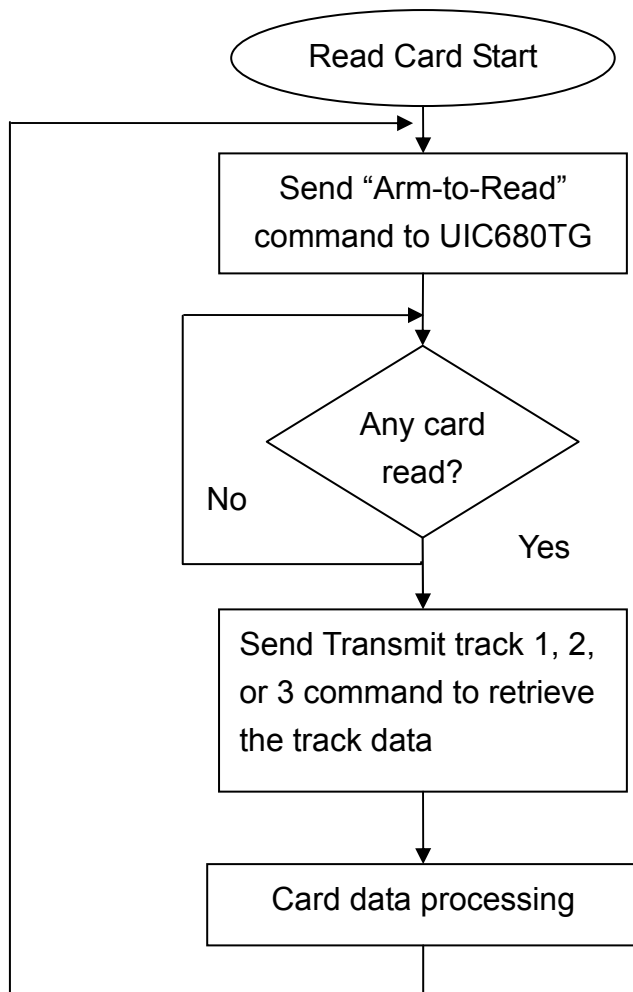 Read Card Start
Send “Arm-to-Read”
command to UIC680TG
Any card
read?
No
Yes
Send Transmit track 1, 2,
or 3 command to retrieve
the track data
Card data processing